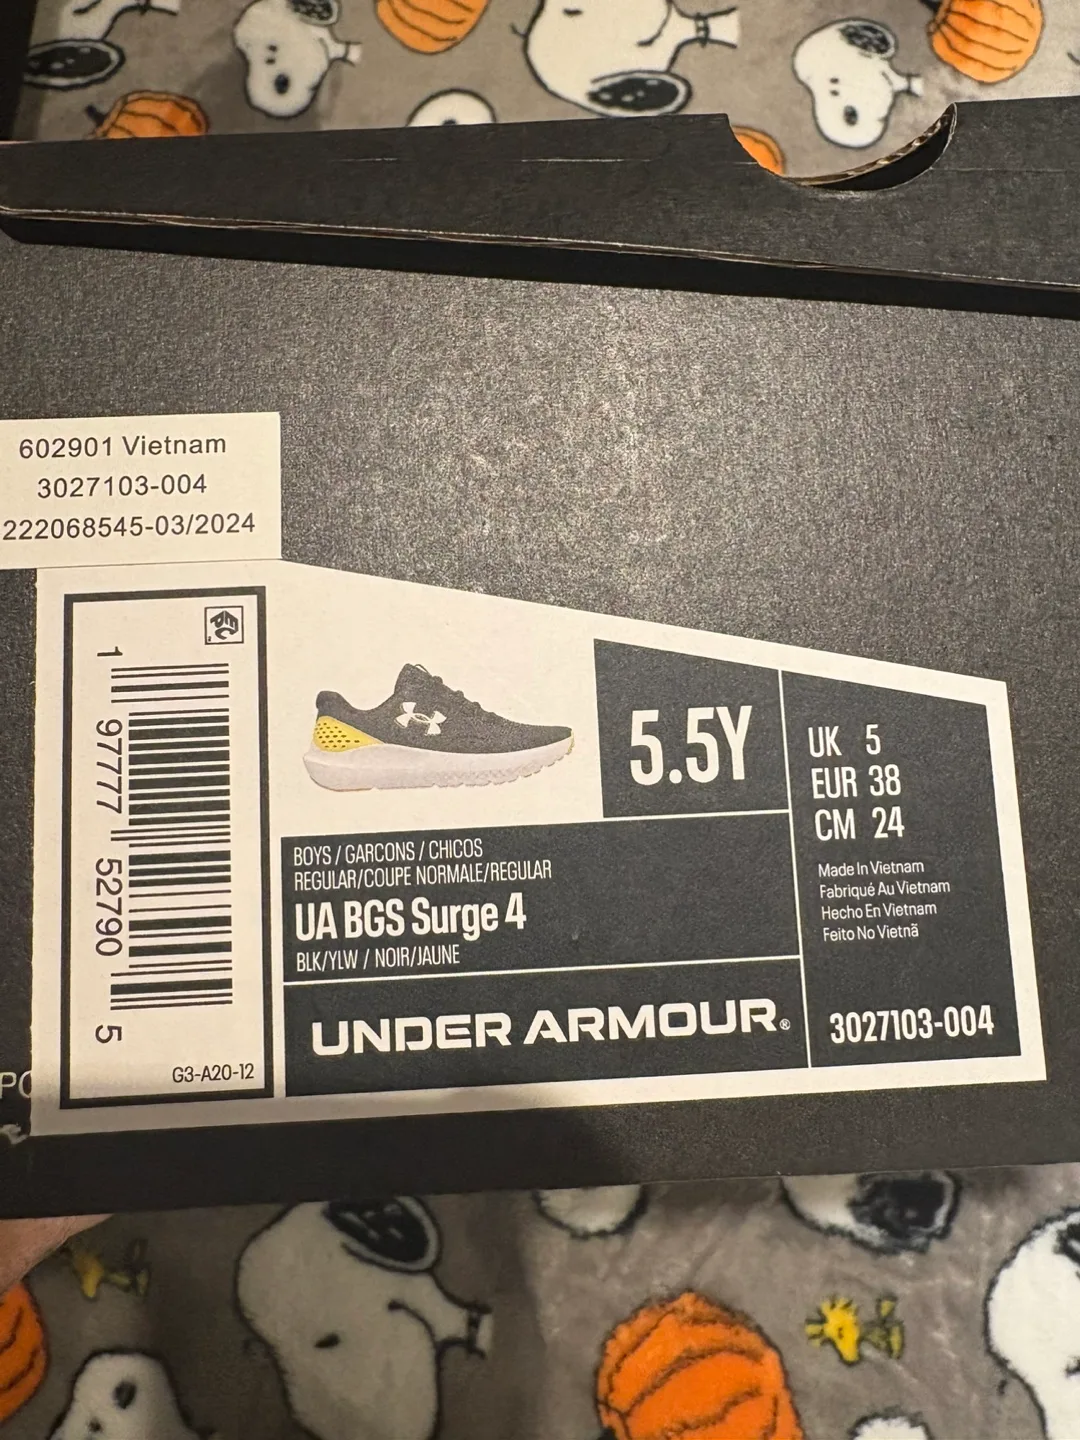 602901 Vietnam
3027103-004
222068545-03/2024
1 97777 52790 5
G3-A20-12
5.5Y
UK 5
EUR 38
CM 24
BOYS / GARCONS / CHICOS
REGULAR/COUPE NORMALE/REGULAR
UA BGS Surge 4
BLK/YLW / NOIR/JAUNE
Made In Vietnam
Fabriqué Au Vietnam
Hecho En Vietnam
Feito No Vietnã
UNDER ARMOUR®
3027103-004